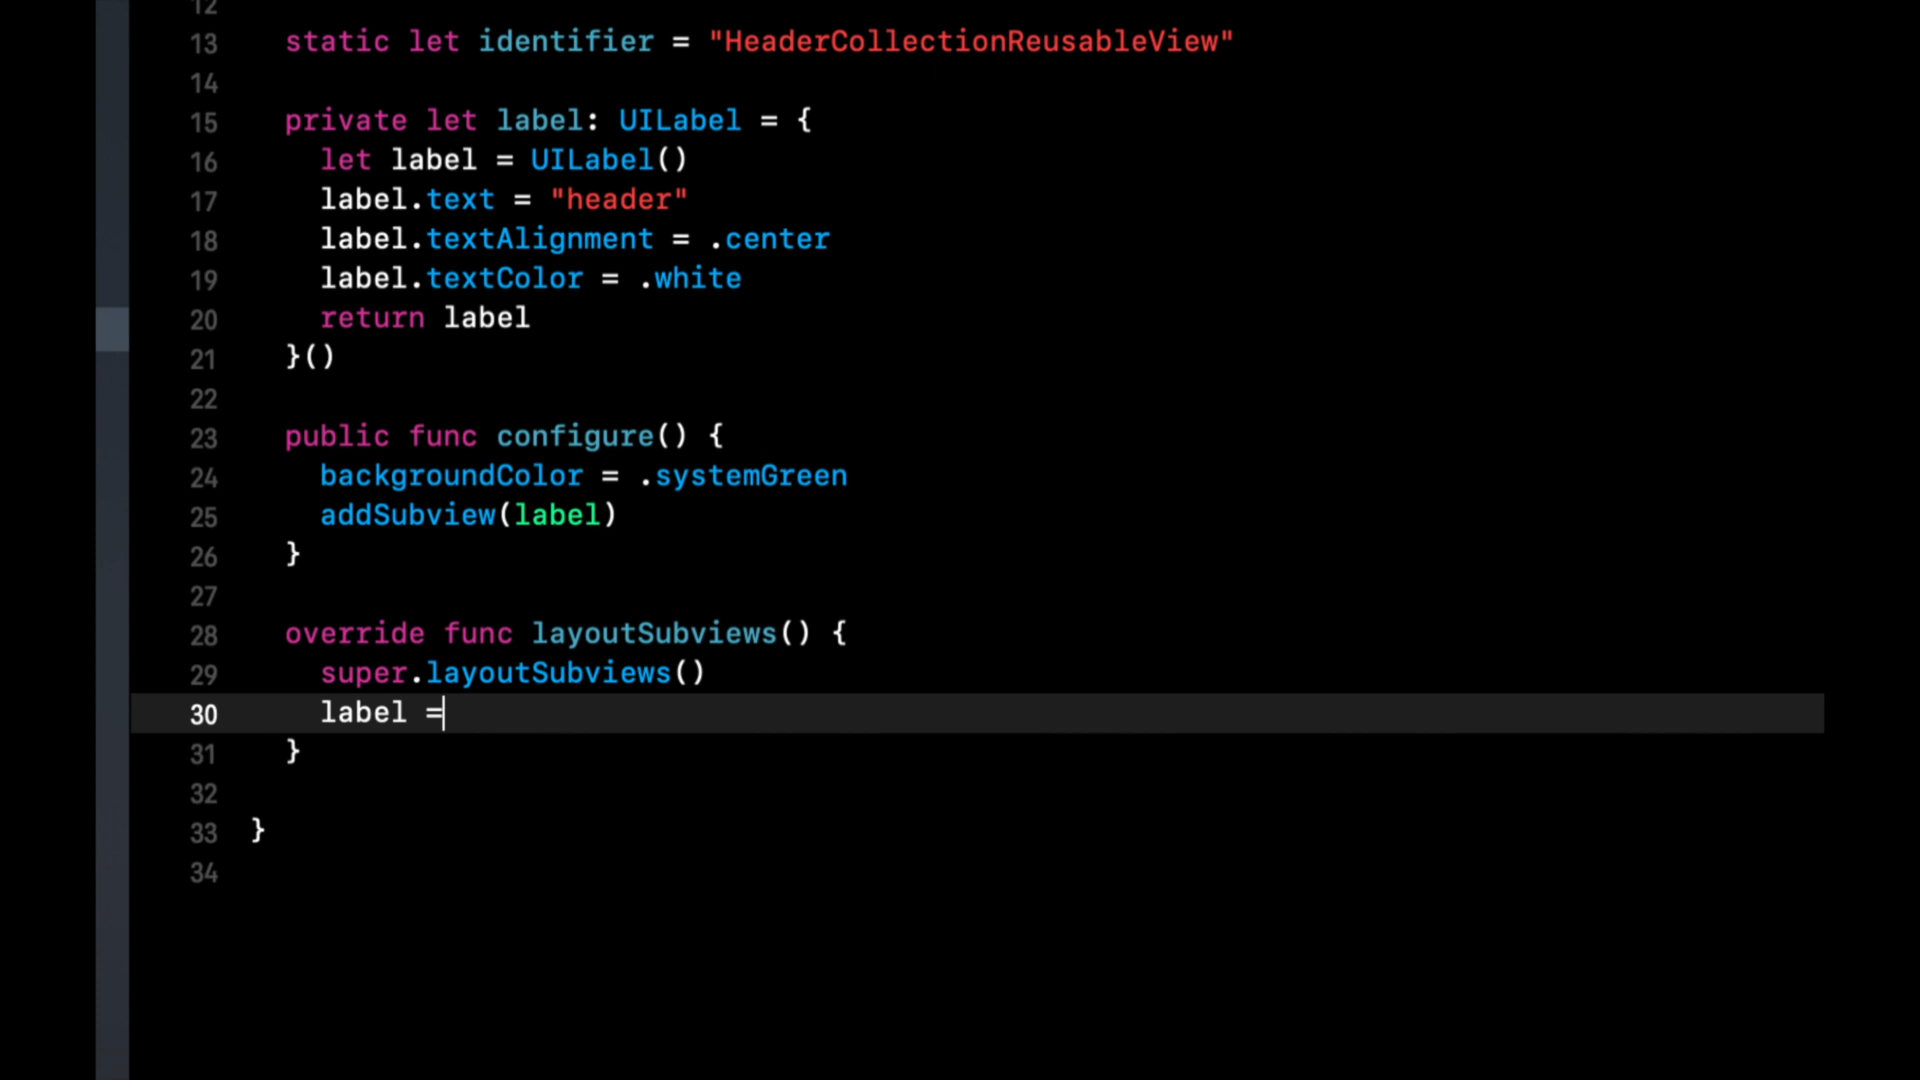 12
13 static let identifier = "HeaderCollectionReusableView"
14
15 private let label: UILabel = {
16 let label = UILabel()
17 label.text = "header"
18 label.textAlignment = .center
19 label.textColor = .white
20 return label
21 }()
22
23 public func configure() {
24 backgroundColor = .systemGreen
25 addSubview(label)
26 }
27
28 override func layoutSubviews() {
29 super.layoutSubviews()
30 label =
31 }
32
33 }
34